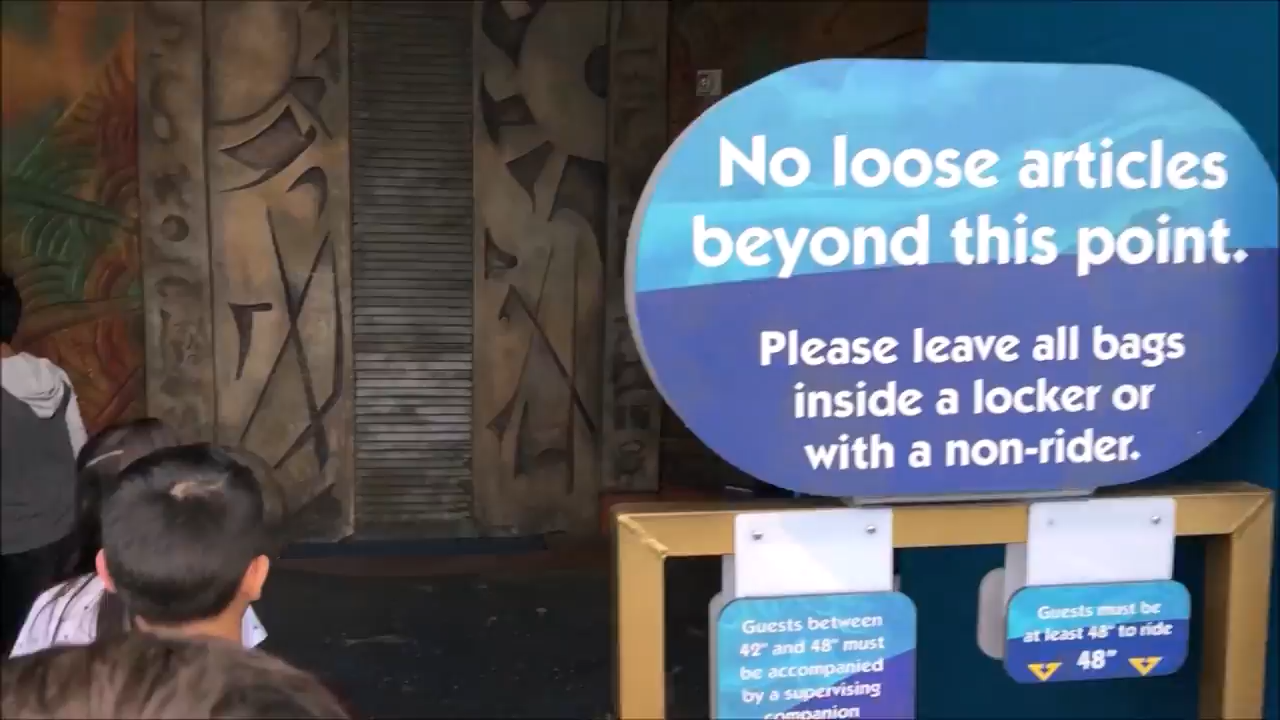 No loose articles
beyond this point.
Please leave all bags
inside a locker or
with a non-rider.
Guests between
42" and 48" must
be accompanied
by a supervising
companion
Guests must be
at least 48" to ride
48"